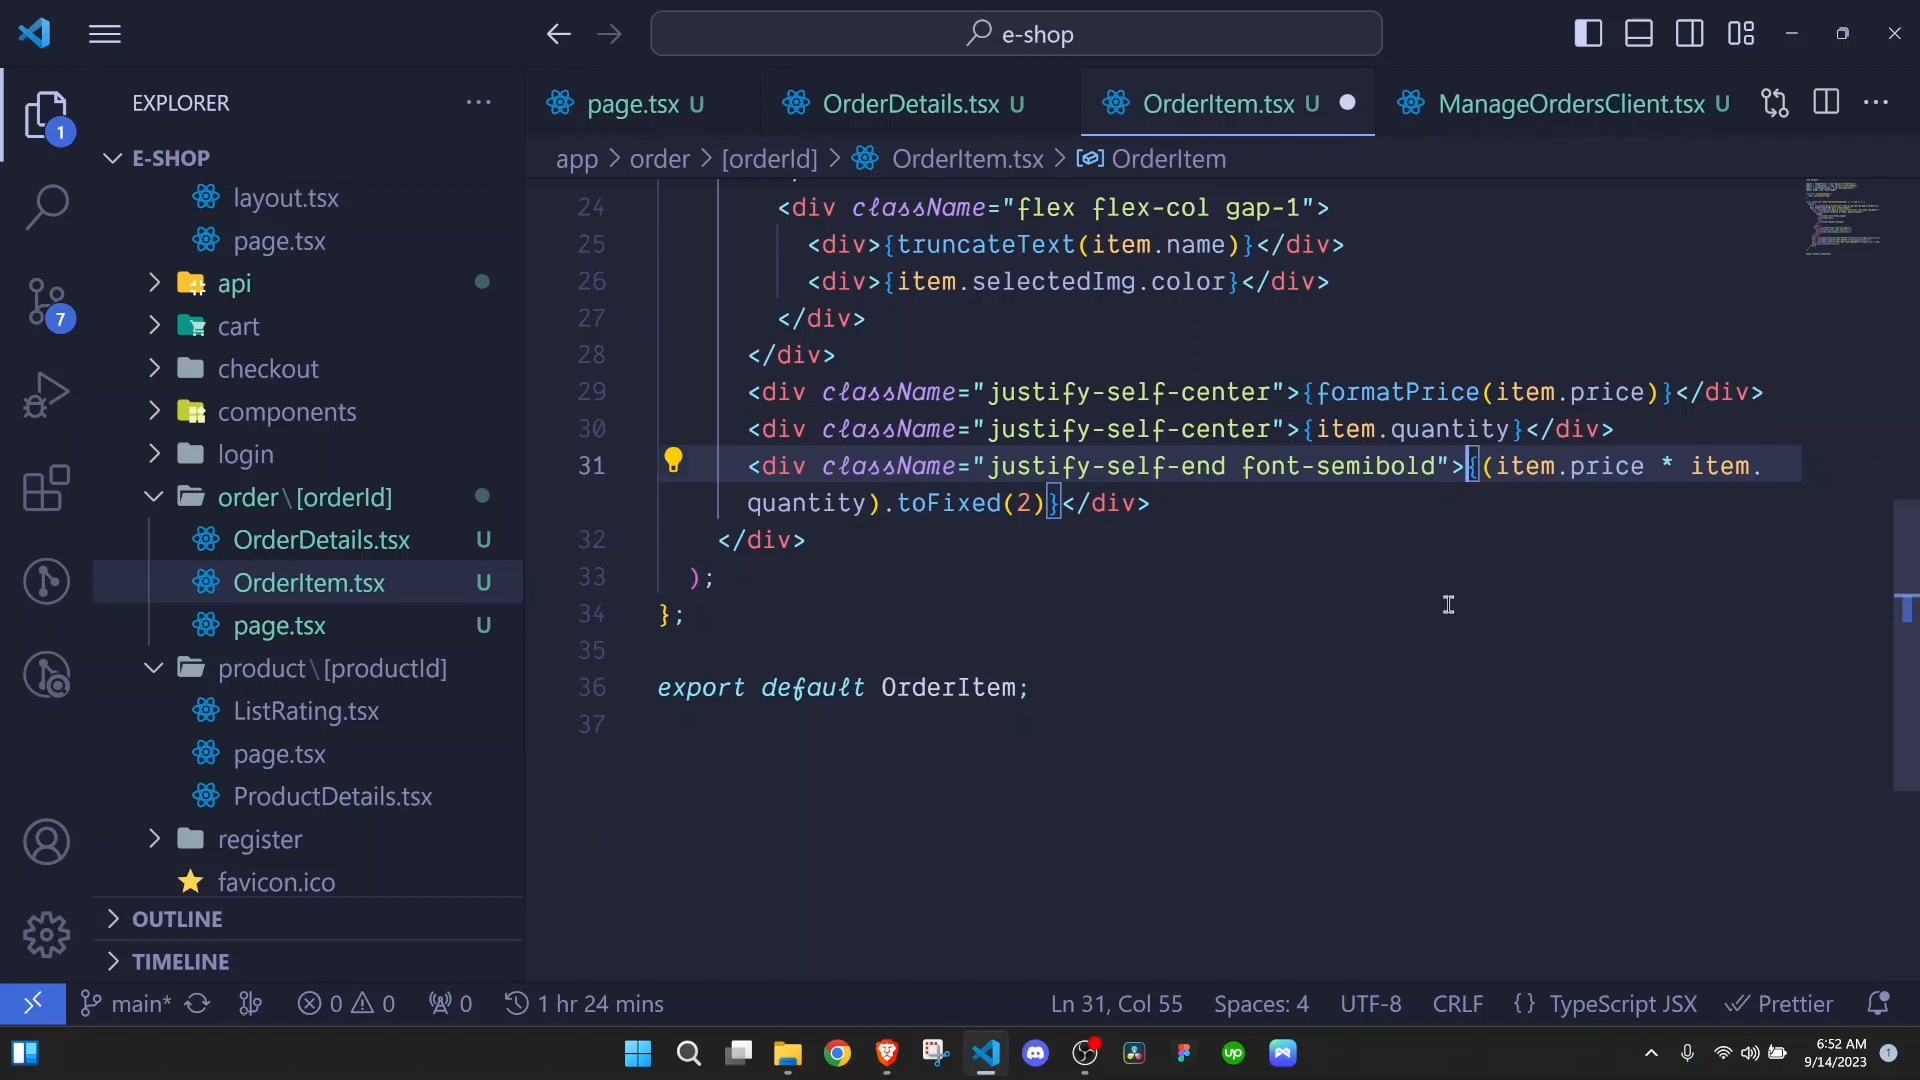 e-shop
EXPLORER
page.tsx U
OrderDetails.tsx U
OrderItem.tsx U
ManageOrdersClient.tsx U
1
E-SHOP
app > order > [orderId] > OrderItem.tsx > OrderItem
layout.tsx
page.tsx
api
cart
checkout
components
login
order\[orderId]
OrderDetails.tsx U
OrderItem.tsx U
page.tsx U
product\[productId]
ListRating.tsx
page.tsx
ProductDetails.tsx
register
favicon.ico
OUTLINE
TIMELINE
7
24 <div className="flex flex-col gap-1">
25 <div>{truncateText(item.name)}</div>
26 <div>{item.selectedImg.color}</div>
27 </div>
28 </div>
29 <div className="justify-self-center">{formatPrice(item.price)}</div>
30 <div className="justify-self-center">{item.quantity}</div>
31 <div className="justify-self-end font-semibold">{(item.price * item.
quantity).toFixed(2)}</div>
32 </div>
33 );
34 };
35
36 export default OrderItem;
37
main* 0 0 0 1 hr 24 mins
Ln 31, Col 55 Spaces: 4 UTF-8 CRLF {} TypeScript JSX Prettier
up
6:52 AM
9/14/2023
1